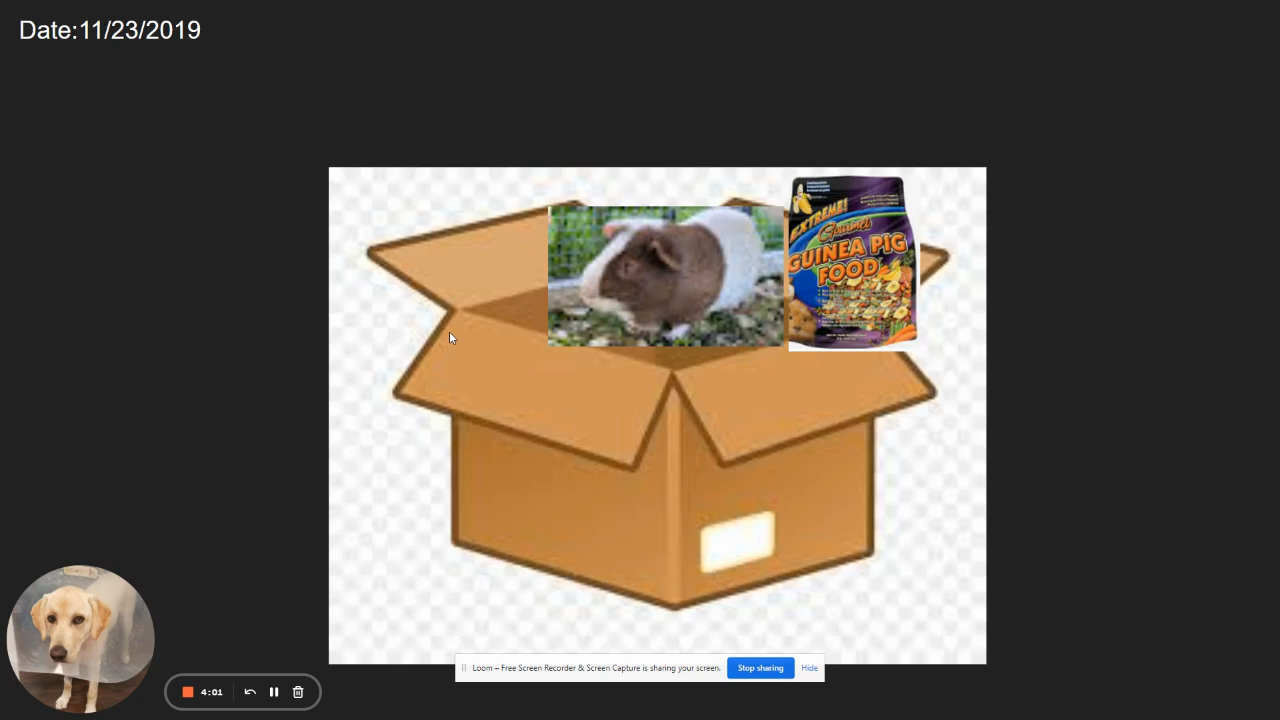 Date:11/23/2019
EXTREME!
Gourmet
GUINEA PIG
FOOD
Loom – Free Screen Recorder & Screen Capture is sharing your screen.
Stop sharing
Hide
4:01